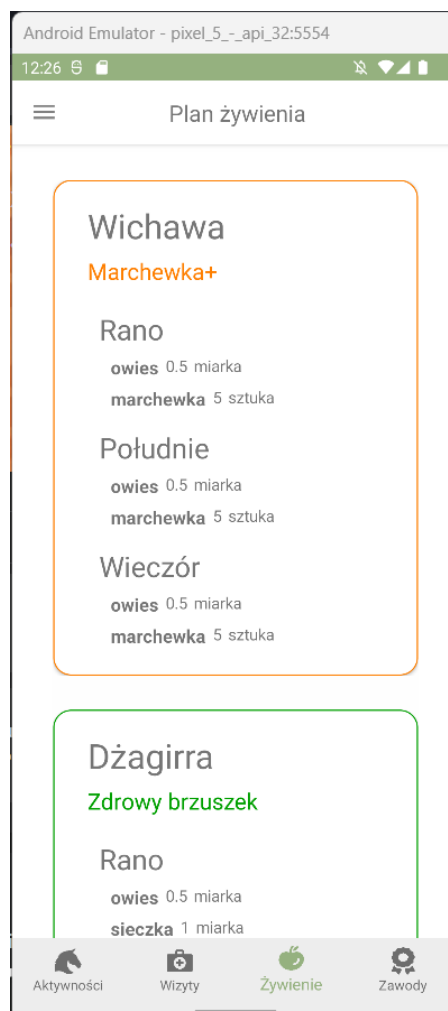 Android Emulator - pixel_5_-_api_32:5554
12:26
Plan żywienia
Wichawa
Marchewka+
Rano
owies 0.5 miarka
marchewka 5 sztuka
Południe
owies 0.5 miarka
marchewka 5 sztuka
Wieczór
owies 0.5 miarka
marchewka 5 sztuka
Dżagirra
Zdrowy brzuszek
Rano
owies 0.5 miarka
sieczka 1 miarka
Aktywności Wizyty Żywienie Zawody